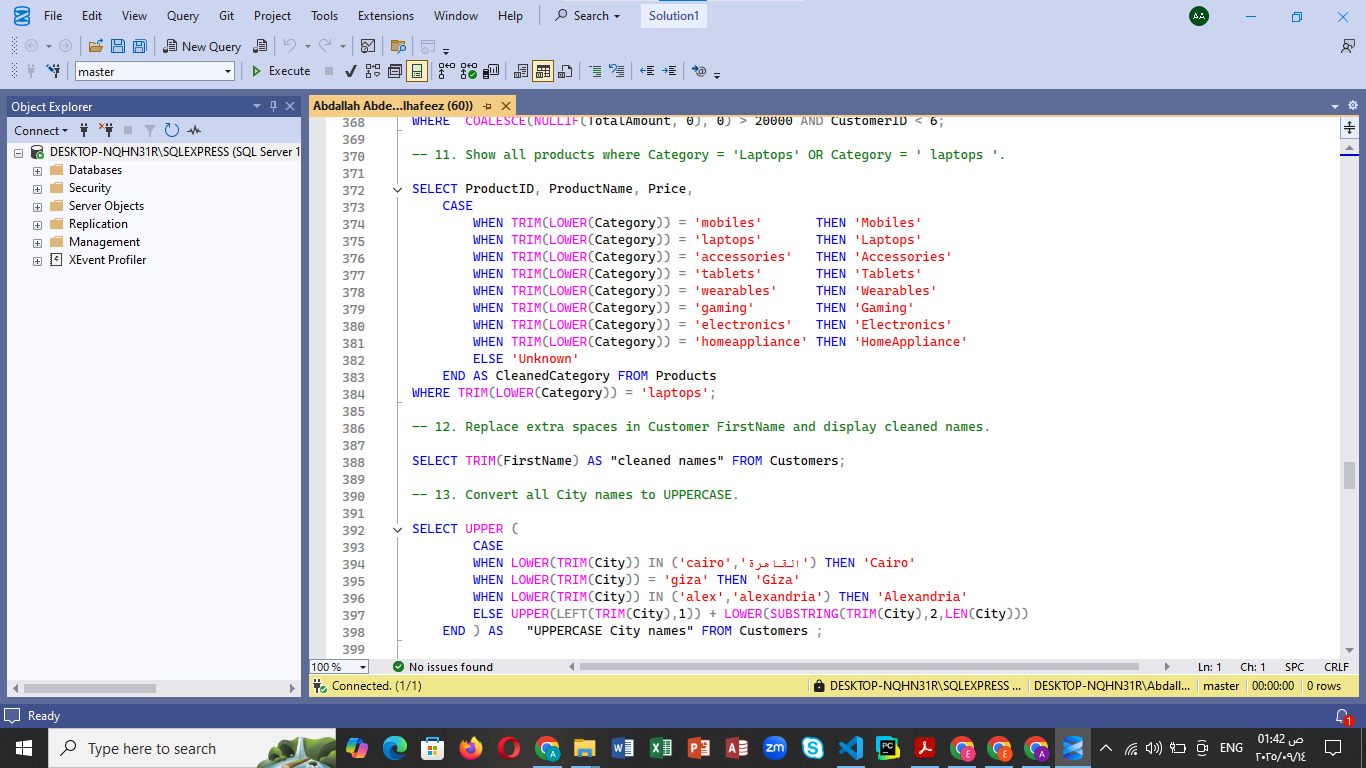 File Edit View Query Git Project Tools Extensions Window Help Search Solution1 AA
New Query
master Execute
Object Explorer
Connect
DESKTOP-NQHN31R\SQLEXPRESS (SQL Server 1
Databases
Security
Server Objects
Replication
Management
XEvent Profiler
Abdallah Abde...lhafeez (60))
368 WHERE COALESCE(NULLIF(TotalAmount, 0), 0) > 20000 AND CustomerID < 6;
369
370 -- 11. Show all products where Category = 'Laptops' OR Category = ' laptops '.
371
372 SELECT ProductID, ProductName, Price,
373 CASE
374 WHEN TRIM(LOWER(Category)) = 'mobiles' THEN 'Mobiles'
375 WHEN TRIM(LOWER(Category)) = 'laptops' THEN 'Laptops'
376 WHEN TRIM(LOWER(Category)) = 'accessories' THEN 'Accessories'
377 WHEN TRIM(LOWER(Category)) = 'tablets' THEN 'Tablets'
378 WHEN TRIM(LOWER(Category)) = 'wearables' THEN 'Wearables'
379 WHEN TRIM(LOWER(Category)) = 'gaming' THEN 'Gaming'
380 WHEN TRIM(LOWER(Category)) = 'electronics' THEN 'Electronics'
381 WHEN TRIM(LOWER(Category)) = 'homeappliance' THEN 'HomeAppliance'
382 ELSE 'Unknown'
383 END AS CleanedCategory FROM Products
384 WHERE TRIM(LOWER(Category)) = 'laptops';
385
386 -- 12. Replace extra spaces in Customer FirstName and display cleaned names.
387
388 SELECT TRIM(FirstName) AS "cleaned names" FROM Customers;
389
390 -- 13. Convert all City names to UPPERCASE.
391
392 SELECT UPPER (
393 CASE
394 WHEN LOWER(TRIM(City)) IN ('cairo','القاهرة') THEN 'Cairo'
395 WHEN LOWER(TRIM(City)) = 'giza' THEN 'Giza'
396 WHEN LOWER(TRIM(City)) IN ('alex','alexandria') THEN 'Alexandria'
397 ELSE UPPER(LEFT(TRIM(City),1)) + LOWER(SUBSTRING(TRIM(City),2,LEN(City)))
398 END ) AS "UPPERCASE City names" FROM Customers ;
399
100 % No issues found Ln: 1 Ch: 1 SPC CRLF
Connected. (1/1) DESKTOP-NQHN31R\SQLEXPRESS ... DESKTOP-NQHN31R\Abdall... master 00:00:00 0 rows
Ready 1
Type here to search zm PC E E A ENG 01:42 ص
٢٠٢٥/٠٩/١٤